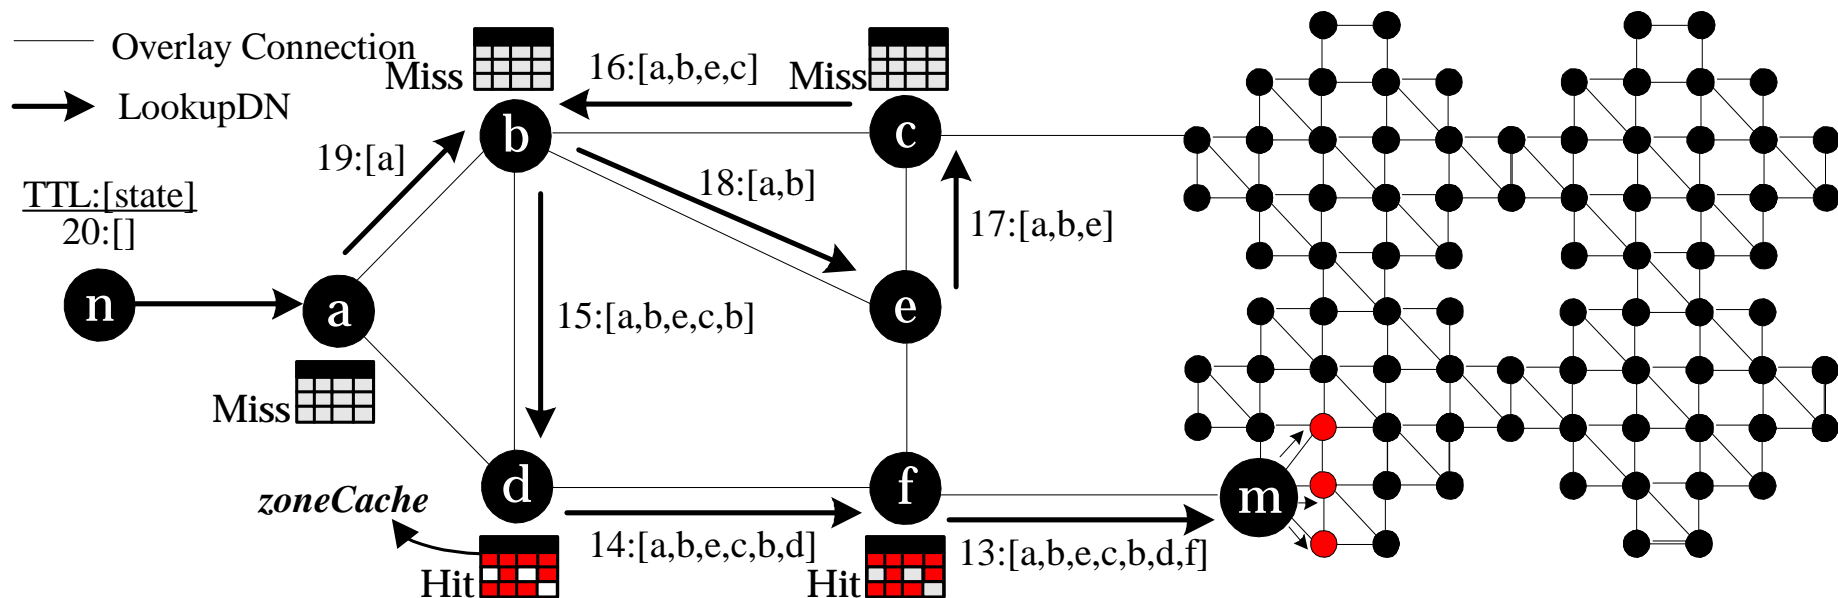 Overlay Connection
LookupDN
TTL:[state]
20:[]
n
a
Miss
19:[a]
Miss
b
16:[a,b,e,c]
Miss
c
18:[a,b]
17:[a,b,e]
e
15:[a,b,e,c,b]
d
zoneCache
Hit
14:[a,b,e,c,b,d]
f
Hit
13:[a,b,e,c,b,d,f]
m